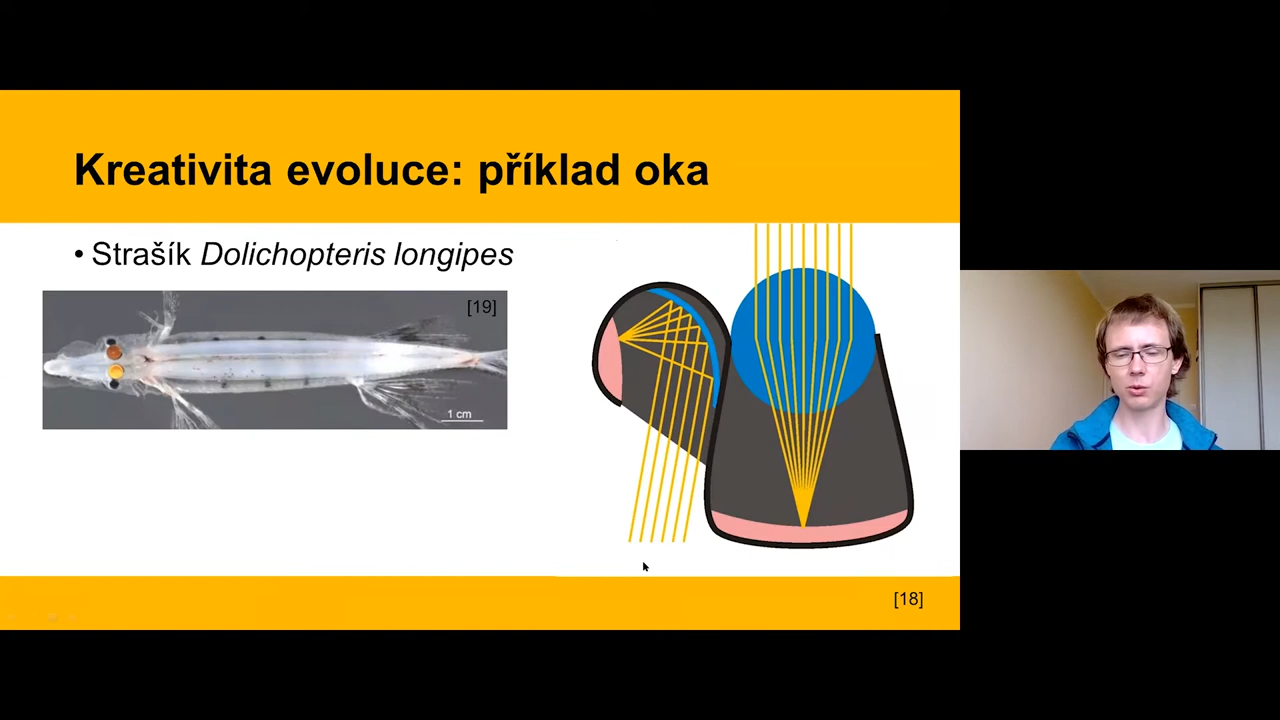 Kreativita evoluce: příklad oka
• Strašík Dolichopteris longipes
[19]
1 cm
[18]